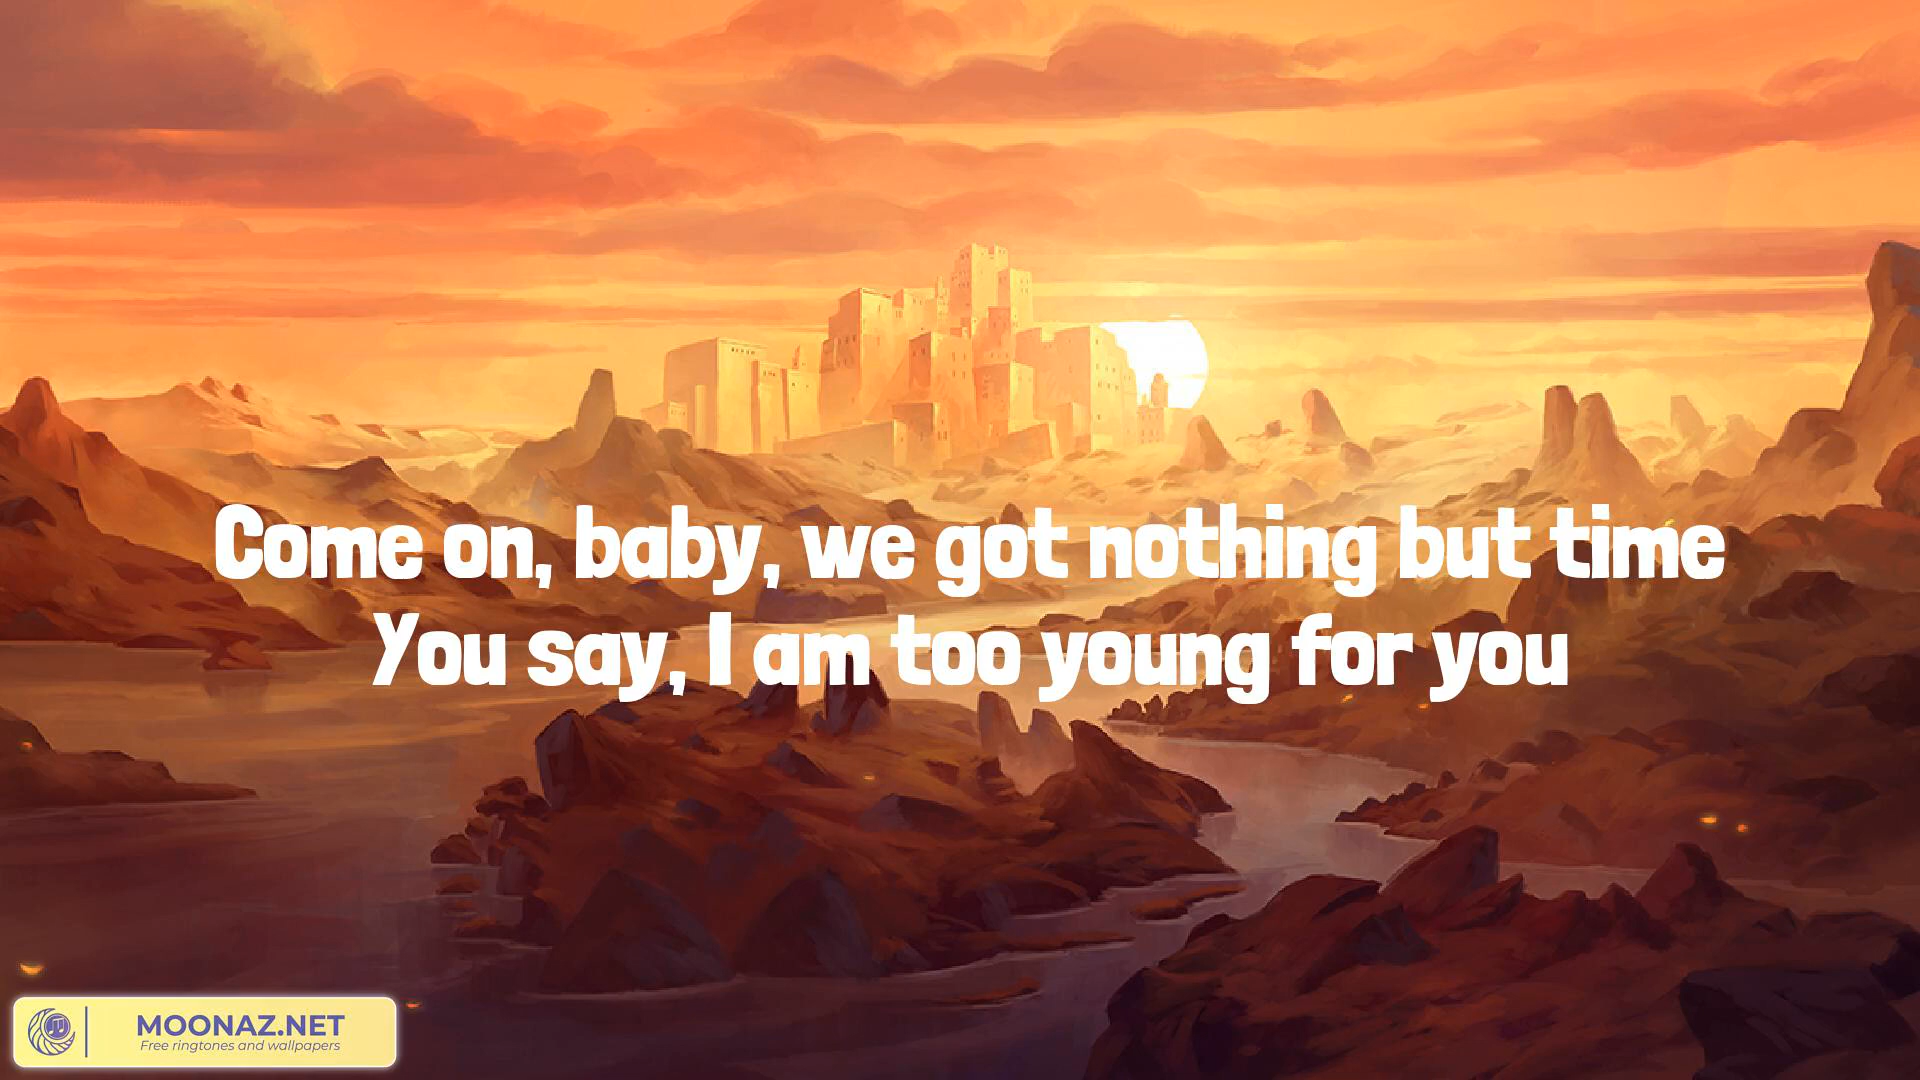 Come on, baby, we got nothing but time
You say, I am too young for you
MOONAZ.NET
Free ringtones and wallpapers